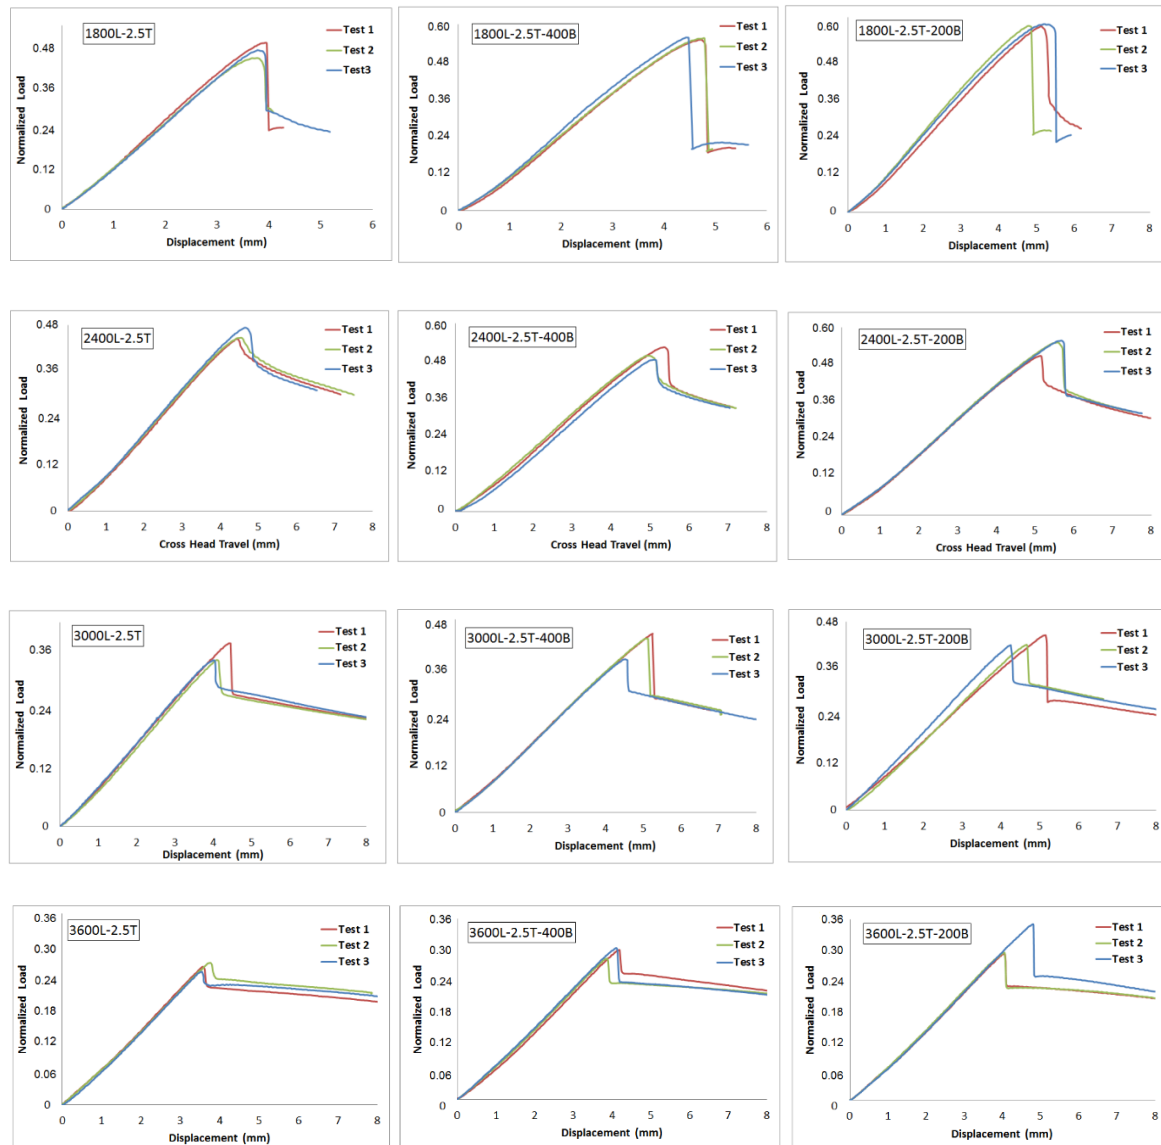 1800L-2.5T
Test 1
Test 2
Test3
Normalized Load
0.48
0.36
0.24
0.12
0
0 1 2 3 4 5 6
Displacement (mm)
1800L-2.5T-400B
Test 1
Test 2
Test 3
Normalized Load
0.60
0.48
0.36
0.24
0.12
0
0 1 2 3 4 5 6
Displacement (mm)
1800L-2.5T-200B
Test 1
Test 2
Test 3
Normalized Load
0.60
0.48
0.36
0.24
0.12
0
0 1 2 3 4 5 6 7 8
Displacement (mm)
2400L-2.5T
Test 1
Test 2
Test 3
Normalized Load
0.48
0.36
0.24
0.12
0
0 1 2 3 4 5 6 7 8
Cross Head Travel (mm)
2400L-2.5T-400B
Test 1
Test 2
Test 3
Normalized Load
0.60
0.48
0.36
0.24
0.12
0
0 1 2 3 4 5 6 7 8
Cross Head Travel (mm)
2400L-2.5T-200B
Test 1
Test 2
Test 3
Normalized Load
0.60
0.48
0.36
0.24
0.12
0
0 1 2 3 4 5 6 7 8
Cross Head Travel (mm)
3000L-2.5T
Test 1
Test 2
Test 3
Normalized Load
0.36
0.24
0.12
0
0 1 2 3 4 5 6 7 8
Displacement (mm)
3000L-2.5T-400B
Test 1
Test 2
Test 3
Normalized Load
0.48
0.36
0.24
0.12
0
0 1 2 3 4 5 6 7 8
Displacement (mm)
3000L-2.5T-200B
Test 1
Test 2
Test 3
Normalized Load
0.48
0.36
0.24
0.12
0
0 1 2 3 4 5 6 7 8
Displacement (mm)
3600L-2.5T
Test 1
Test 2
Test 3
Normalized Load
0.36
0.30
0.24
0.18
0.12
0.06
0
0 1 2 3 4 5 6 7 8
Displacement (mm)
3600L-2.5T-400B
Test 1
Test 2
Test 3
Normalized Load
0.36
0.30
0.24
0.18
0.12
0.06
0 1 2 3 4 5 6 7 8
Displacement (mm)
3600L-2.5T-200B
Test 1
Test 2
Test 3
Normalized Load
0.36
0.30
0.24
0.18
0.12
0.06
0 1 2 3 4 5 6 7 8
Displacement (mm)